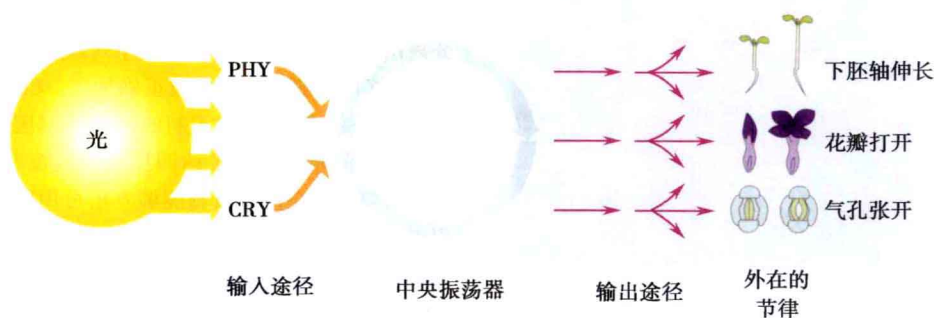 光
PHY
CRY
下胚轴伸长
花瓣打开
气孔张开
输入途径
中央振荡器
输出途径
外在的
节律